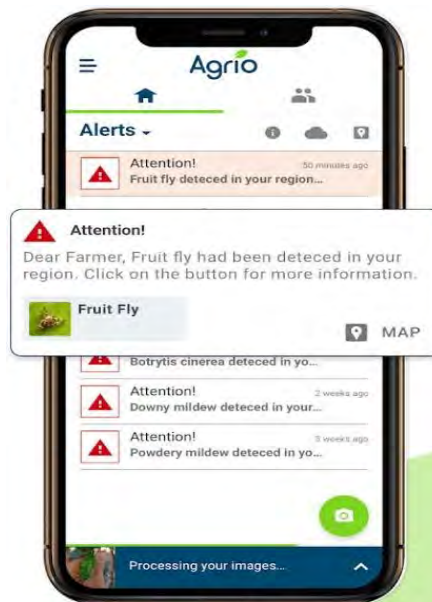 Agrio
Alerts
Attention!
50 minutes ago
Fruit fly deteced in your region...
Attention!
Dear Farmer, Fruit fly had been deteced in your
region. Click on the button for more information.
Fruit Fly
MAP
Botrytis cinerea deteced in yo...
Attention!
2 weeks ago
Downy mildew deteced in your...
Attention!
3 weeks ago
Powdery mildew deteced in yo...
Processing your images...